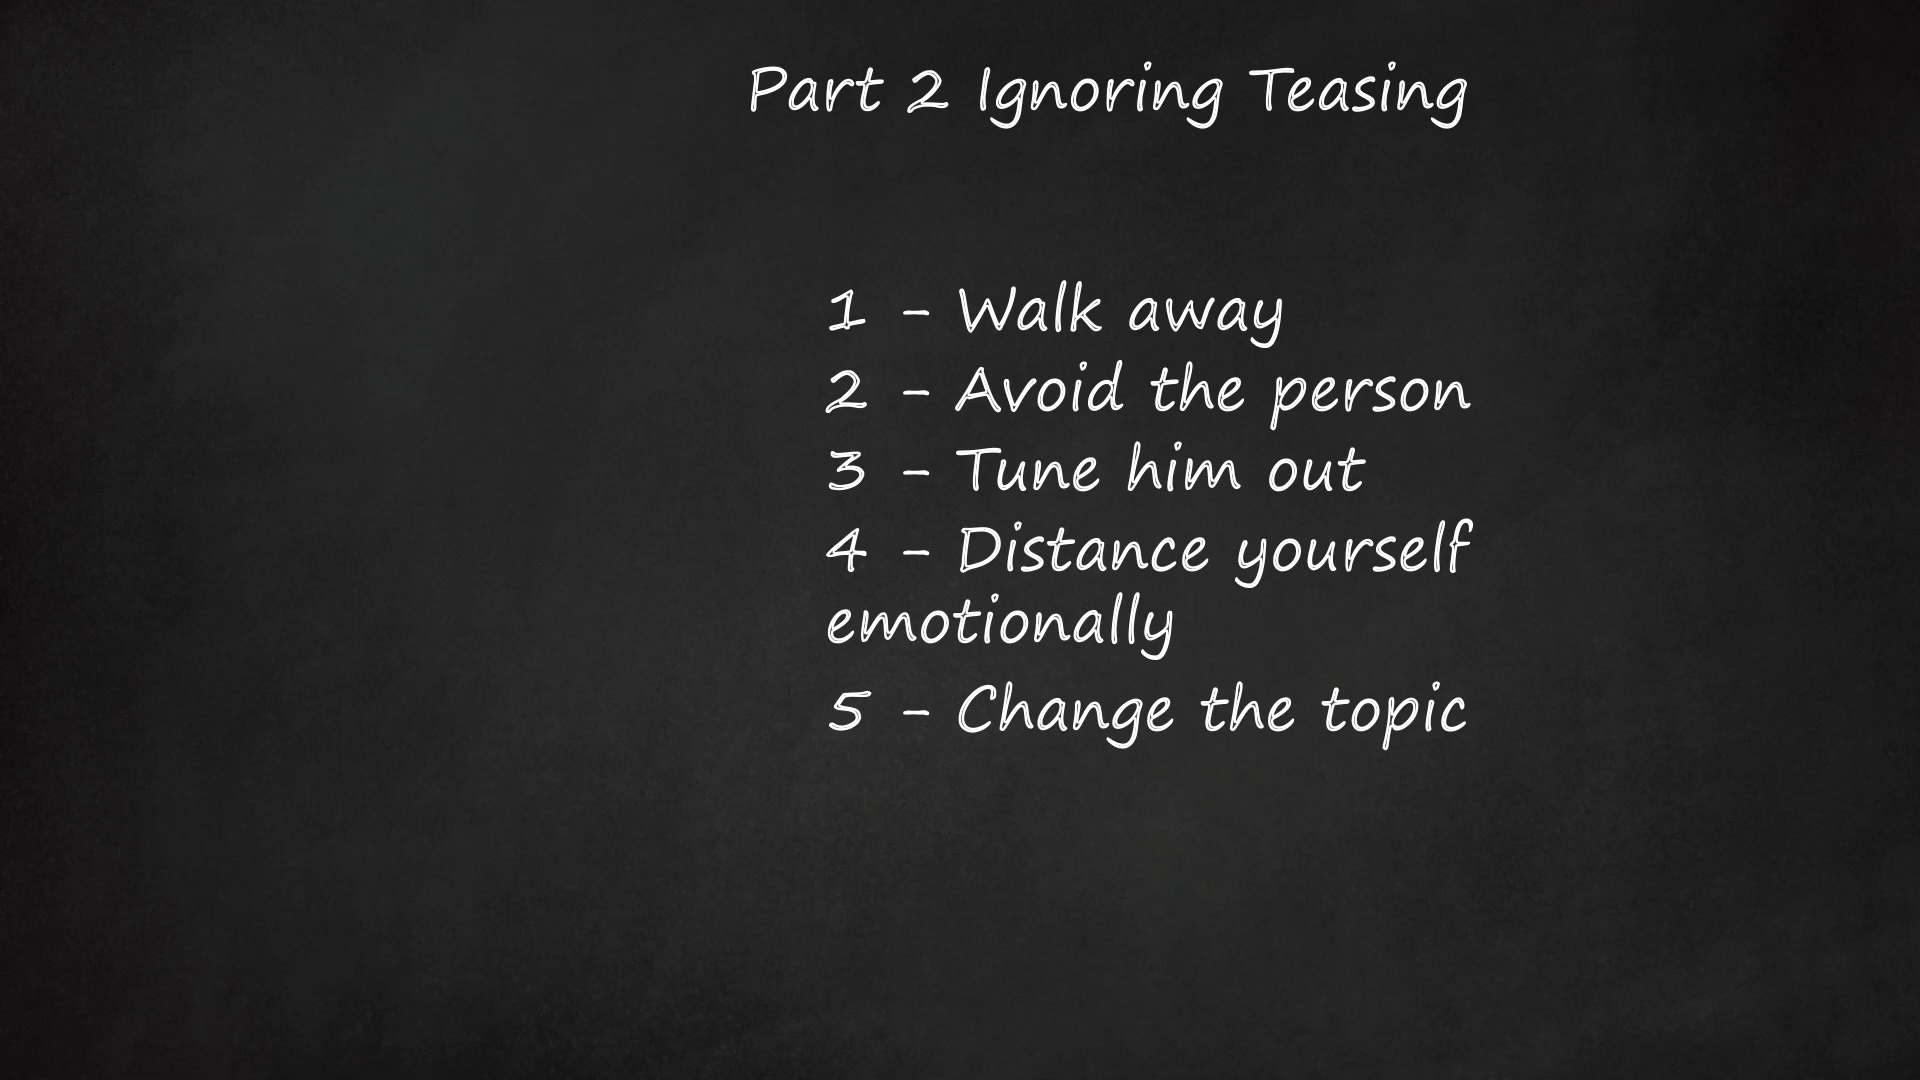 Part 2 Ignoring Teasing
1 - Walk away
2 - Avoid the person
3 - Tune him out
4 - Distance yourself
emotionally
5 - Change the topic